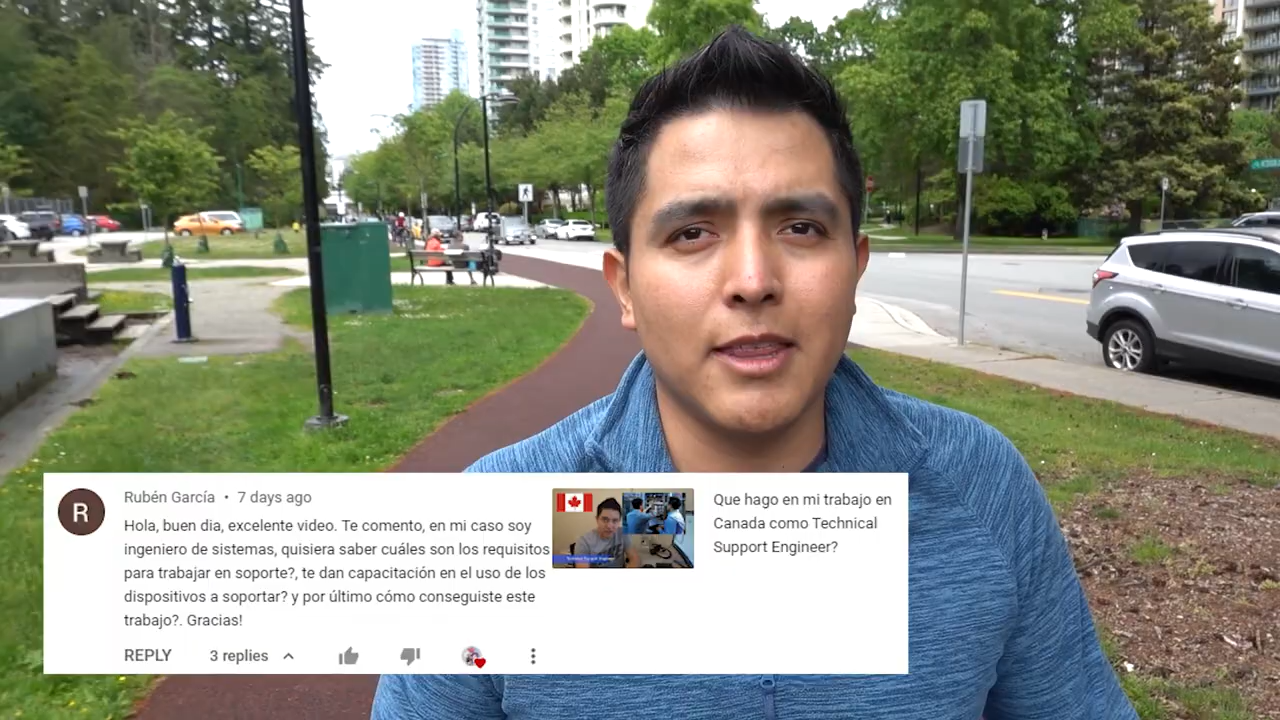 Rubén García • 7 days ago
Hola, buen dia, excelente video. Te comento, en mi caso soy
ingeniero de sistemas, quisiera saber cuáles son los requisitos
para trabajar en soporte?, te dan capacitación en el uso de los
dispositivos a soportar? y por último cómo conseguiste este
trabajo?. Gracias!
REPLY 3 replies
R
Que hago en mi trabajo en
Canada como Technical
Support Engineer?